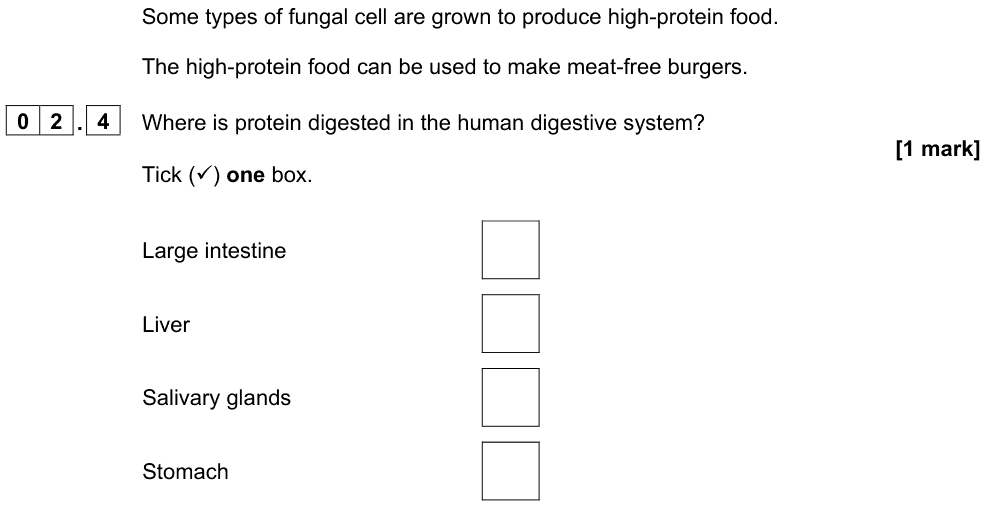 Some types of fungal cell are grown to produce high-protein food.
The high-protein food can be used to make meat-free burgers.
0 2 . 4 Where is protein digested in the human digestive system?
[1 mark]
Tick (✓) one box.
Large intestine
Liver
Salivary glands
Stomach